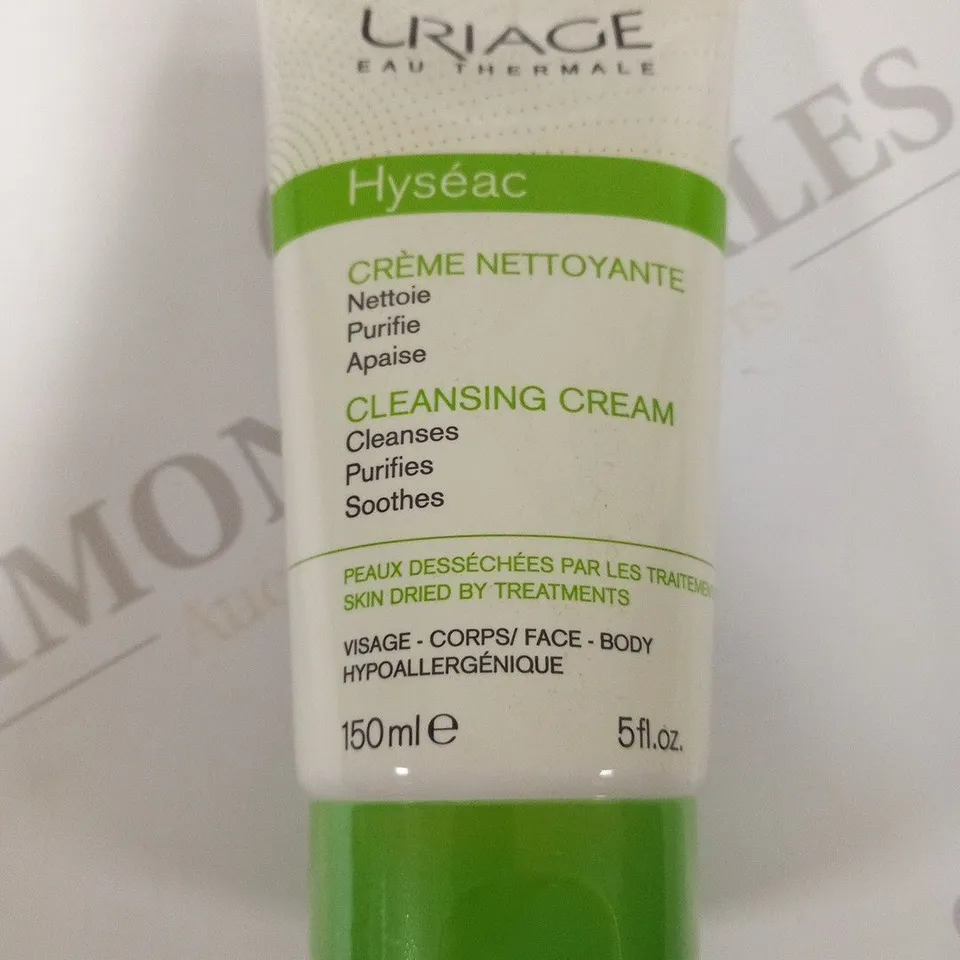 URIAGE
EAU THERMALE
Hyséac
CRÈME NETTOYANTE
Nettoie
Purifie
Apaise
CLEANSING CREAM
Cleanses
Purifies
Soothes
PEAUX DESSÉCHÉES PAR LES TRAITEMENT
SKIN DRIED BY TREATMENTS
VISAGE - CORPS/ FACE - BODY
HYPOALLERGÉNIQUE
150ml e
5fl.oz.